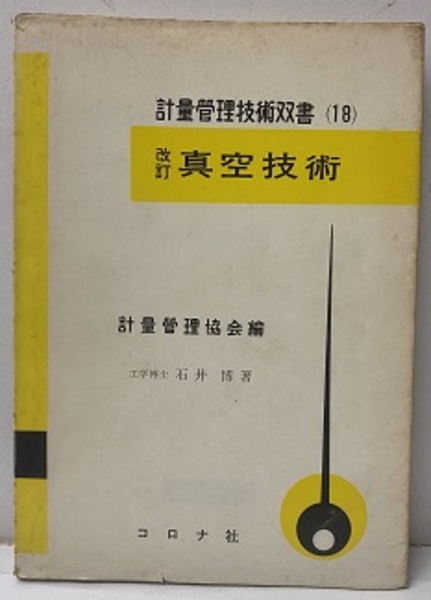 計量管理技術双書 (18)
改訂 真空技術
計量管理協会編
工学博士 石井 博著
コロナ社